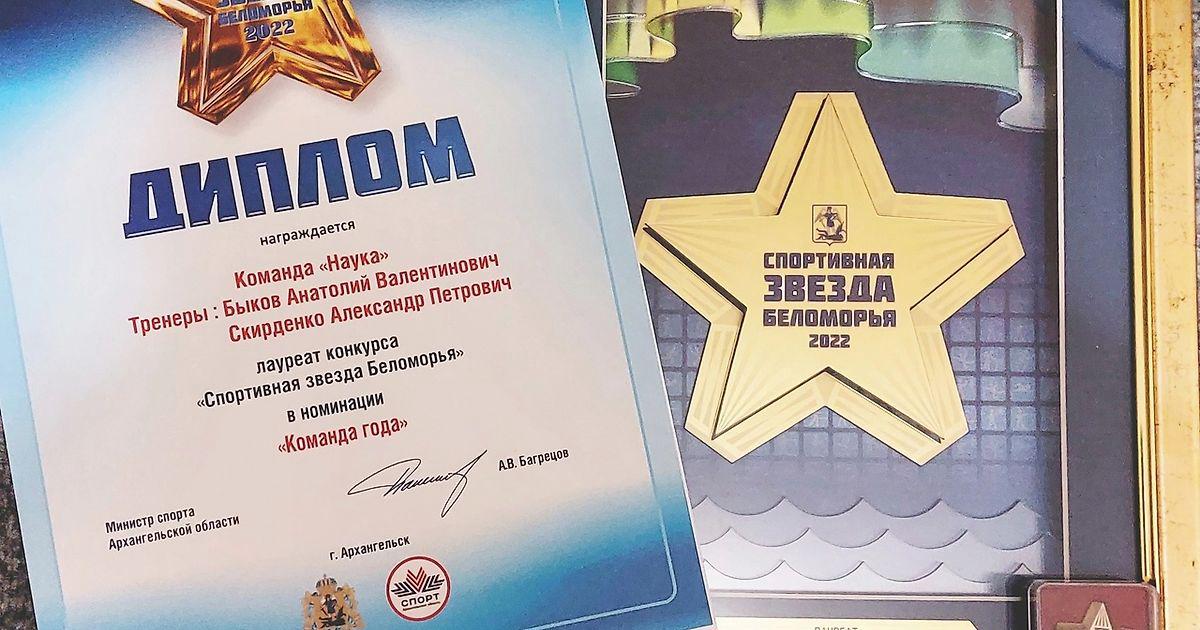 БЕЛОМОРЬЯ
2022
ДИПЛОМ
награждается
Команда «Наука»
Тренеры : Быков Анатолий Валентинович
Скирденко Александр Петрович
лауреат конкурса
«Спортивная звезда Беломорья»
в номинации
«Команда года»
А.В. Багрецов
Министр спорта
Архангельской области
г. Архангельск
СПОРТ
СПОРТИВНАЯ
ЗВЕЗДА
БЕЛОМОРЬЯ
2022